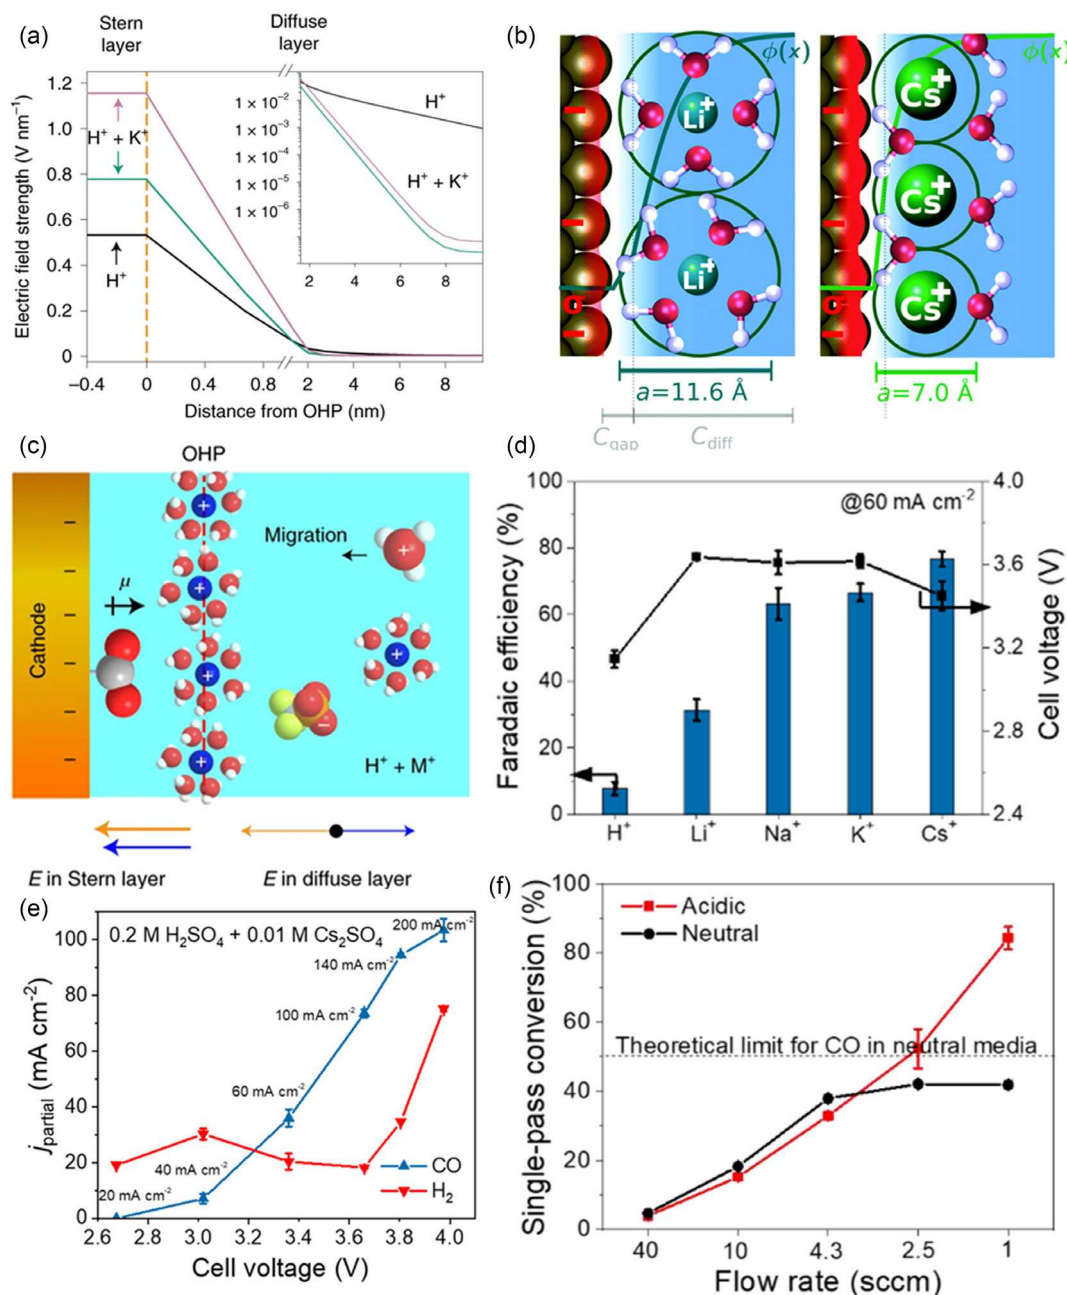 (a)
Stern
layer
Diffuse
layer
Electric field strength (V nm⁻¹)
1.2
1.0
0.8
0.6
0.4
0.2
0
H⁺ + K⁺
H⁺
1 × 10⁻²
1 × 10⁻³
1 × 10⁻⁴
1 × 10⁻⁵
1 × 10⁻⁶
H⁺
H⁺ + K⁺
2 4 6 8
–0.4 0 0.4 0.8 2 4 6 8
Distance from OHP (nm)
(b)
ϕ(x)
Li⁺
Li⁺
σ
a=11.6 Å
C_gap C_diff
ϕ(x)
Cs⁺
Cs⁺
Cs⁺
σ
a=7.0 Å
(c)
OHP
Cathode
μ
Migration
H⁺ + M⁺
E in Stern layer
E in diffuse layer
(d)
@60 mA cm⁻²
Faradaic efficiency (%)
100
80
60
40
20
0
Cell voltage (V)
4.0
3.6
3.2
2.8
2.4
H⁺ Li⁺ Na⁺ K⁺ Cs⁺
(e)
0.2 M H₂SO₄ + 0.01 M Cs₂SO₄
j_partial (mA cm⁻²)
100
80
60
40
20
0
20 mA cm⁻²
40 mA cm⁻²
60 mA cm⁻²
100 mA cm⁻²
140 mA cm⁻²
200 mA cm⁻²
CO
H₂
2.6 2.8 3.0 3.2 3.4 3.6 3.8 4.0
Cell voltage (V)
(f)
Single-pass conversion (%)
100
80
60
40
20
0
Acidic
Neutral
Theoretical limit for CO in neutral media
40 10 4.3 2.5 1
Flow rate (sccm)